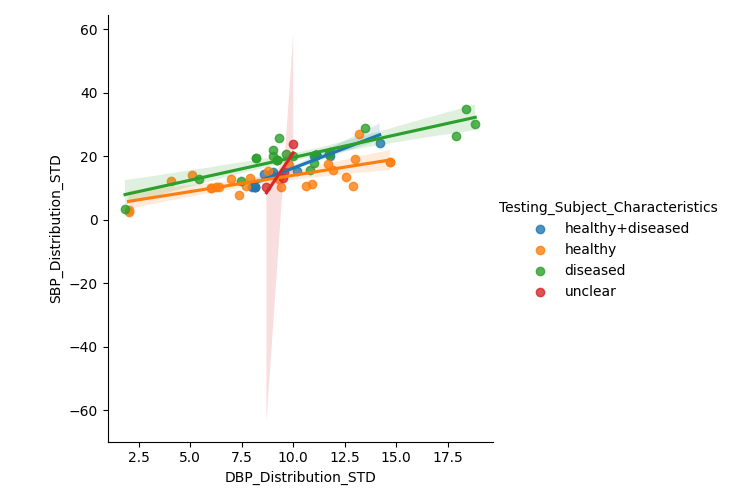 60
40
20
0
−20
−40
−60
SBP_Distribution_STD
2.5 5.0 7.5 10.0 12.5 15.0 17.5
DBP_Distribution_STD
Testing_Subject_Characteristics
healthy+diseased
healthy
diseased
unclear